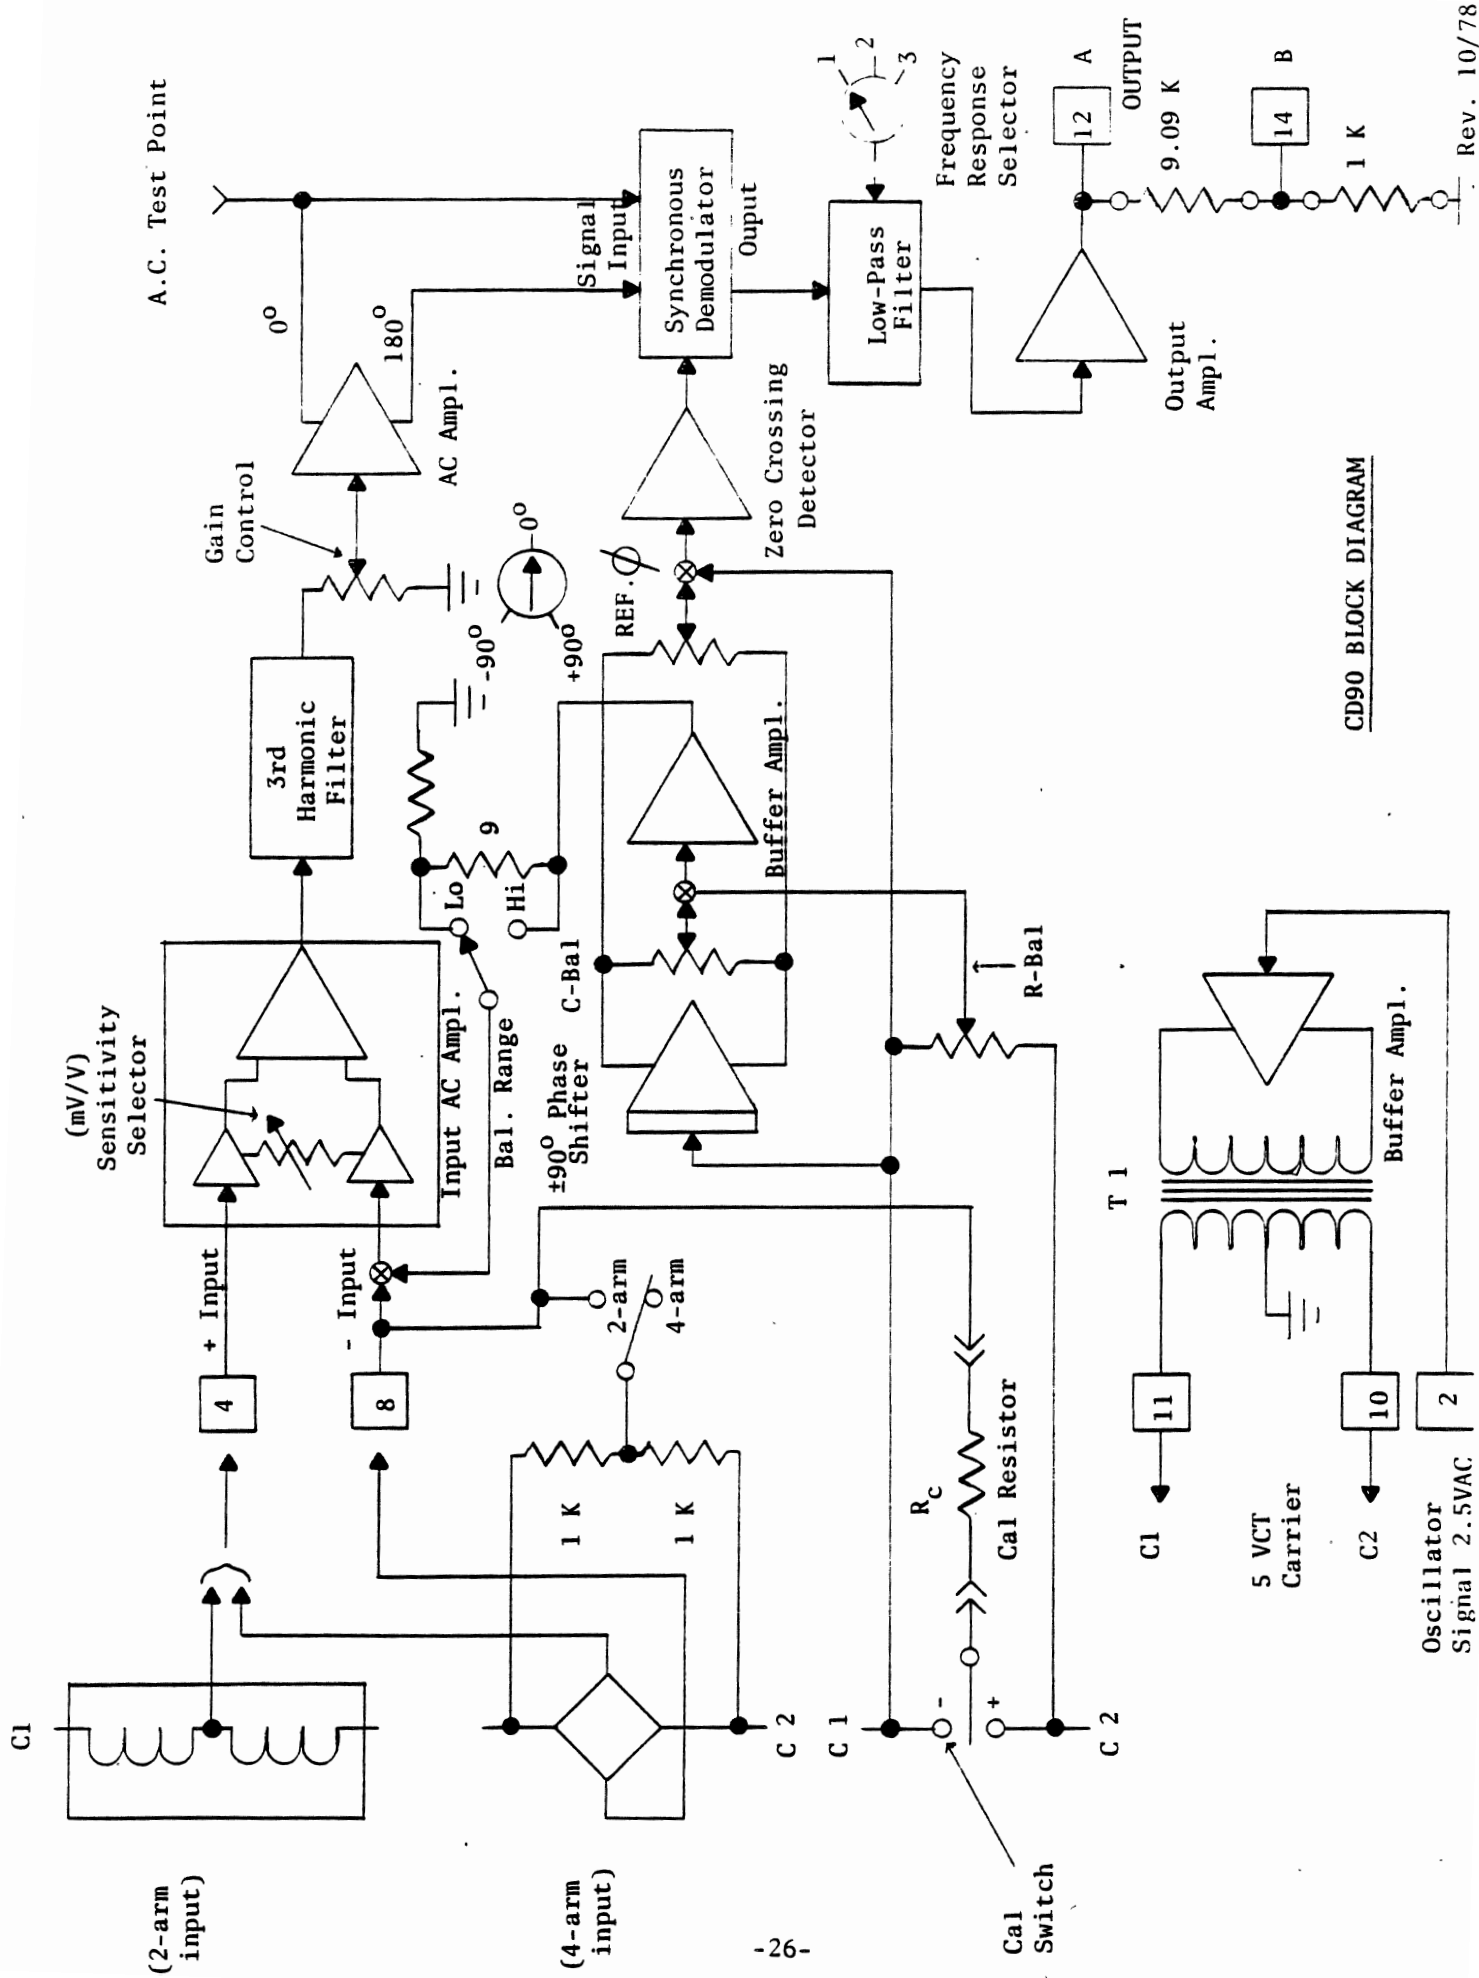 A.C. Test Point
Gain
Control
0°
180°
AC Ampl.
3rd
Harmonic
Filter
(mV/V)
Sensitivity
Selector
+ Input
4
- Input
8
Input AC Ampl.
Bal. Range
Lo
Hi
9
-90°
0°
+90°
Signal
Input
Synchronous
Demodulator
Ouput
1
2
3
Frequency
Response
Selector
Low-Pass
Filter
Output
Ampl.
12
A
OUTPUT
9.09 K
14
B
1 K
Rev. 10/78
REF.
Zero Crossing
Detector
Buffer Ampl.
C-Bal
±90° Phase
Shifter
R-Bal
2-arm
4-arm
C1
(2-arm
input)
1 K
1 K
C 2
(4-arm
input)
C 1
-
+
C 2
Cal
Switch
Rc
Cal Resistor
T 1
Buffer Ampl.
11
C1
5 VCT
Carrier
10
C2
2
Oscillator
Signal 2.5VAC
CD90 BLOCK DIAGRAM
-26-